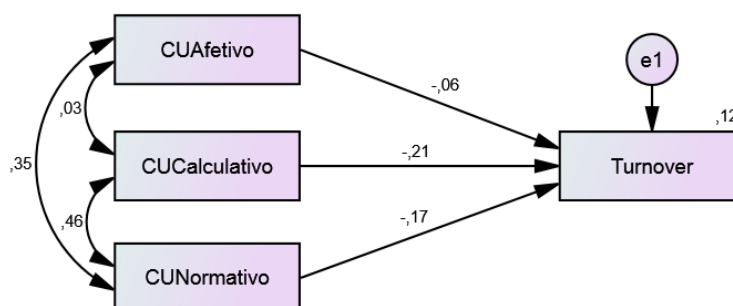 CUAfetivo
e1
-,06
,03
,12
CUCalculativo
-,21
Turnover
,35
,46
-,17
CUNormativo